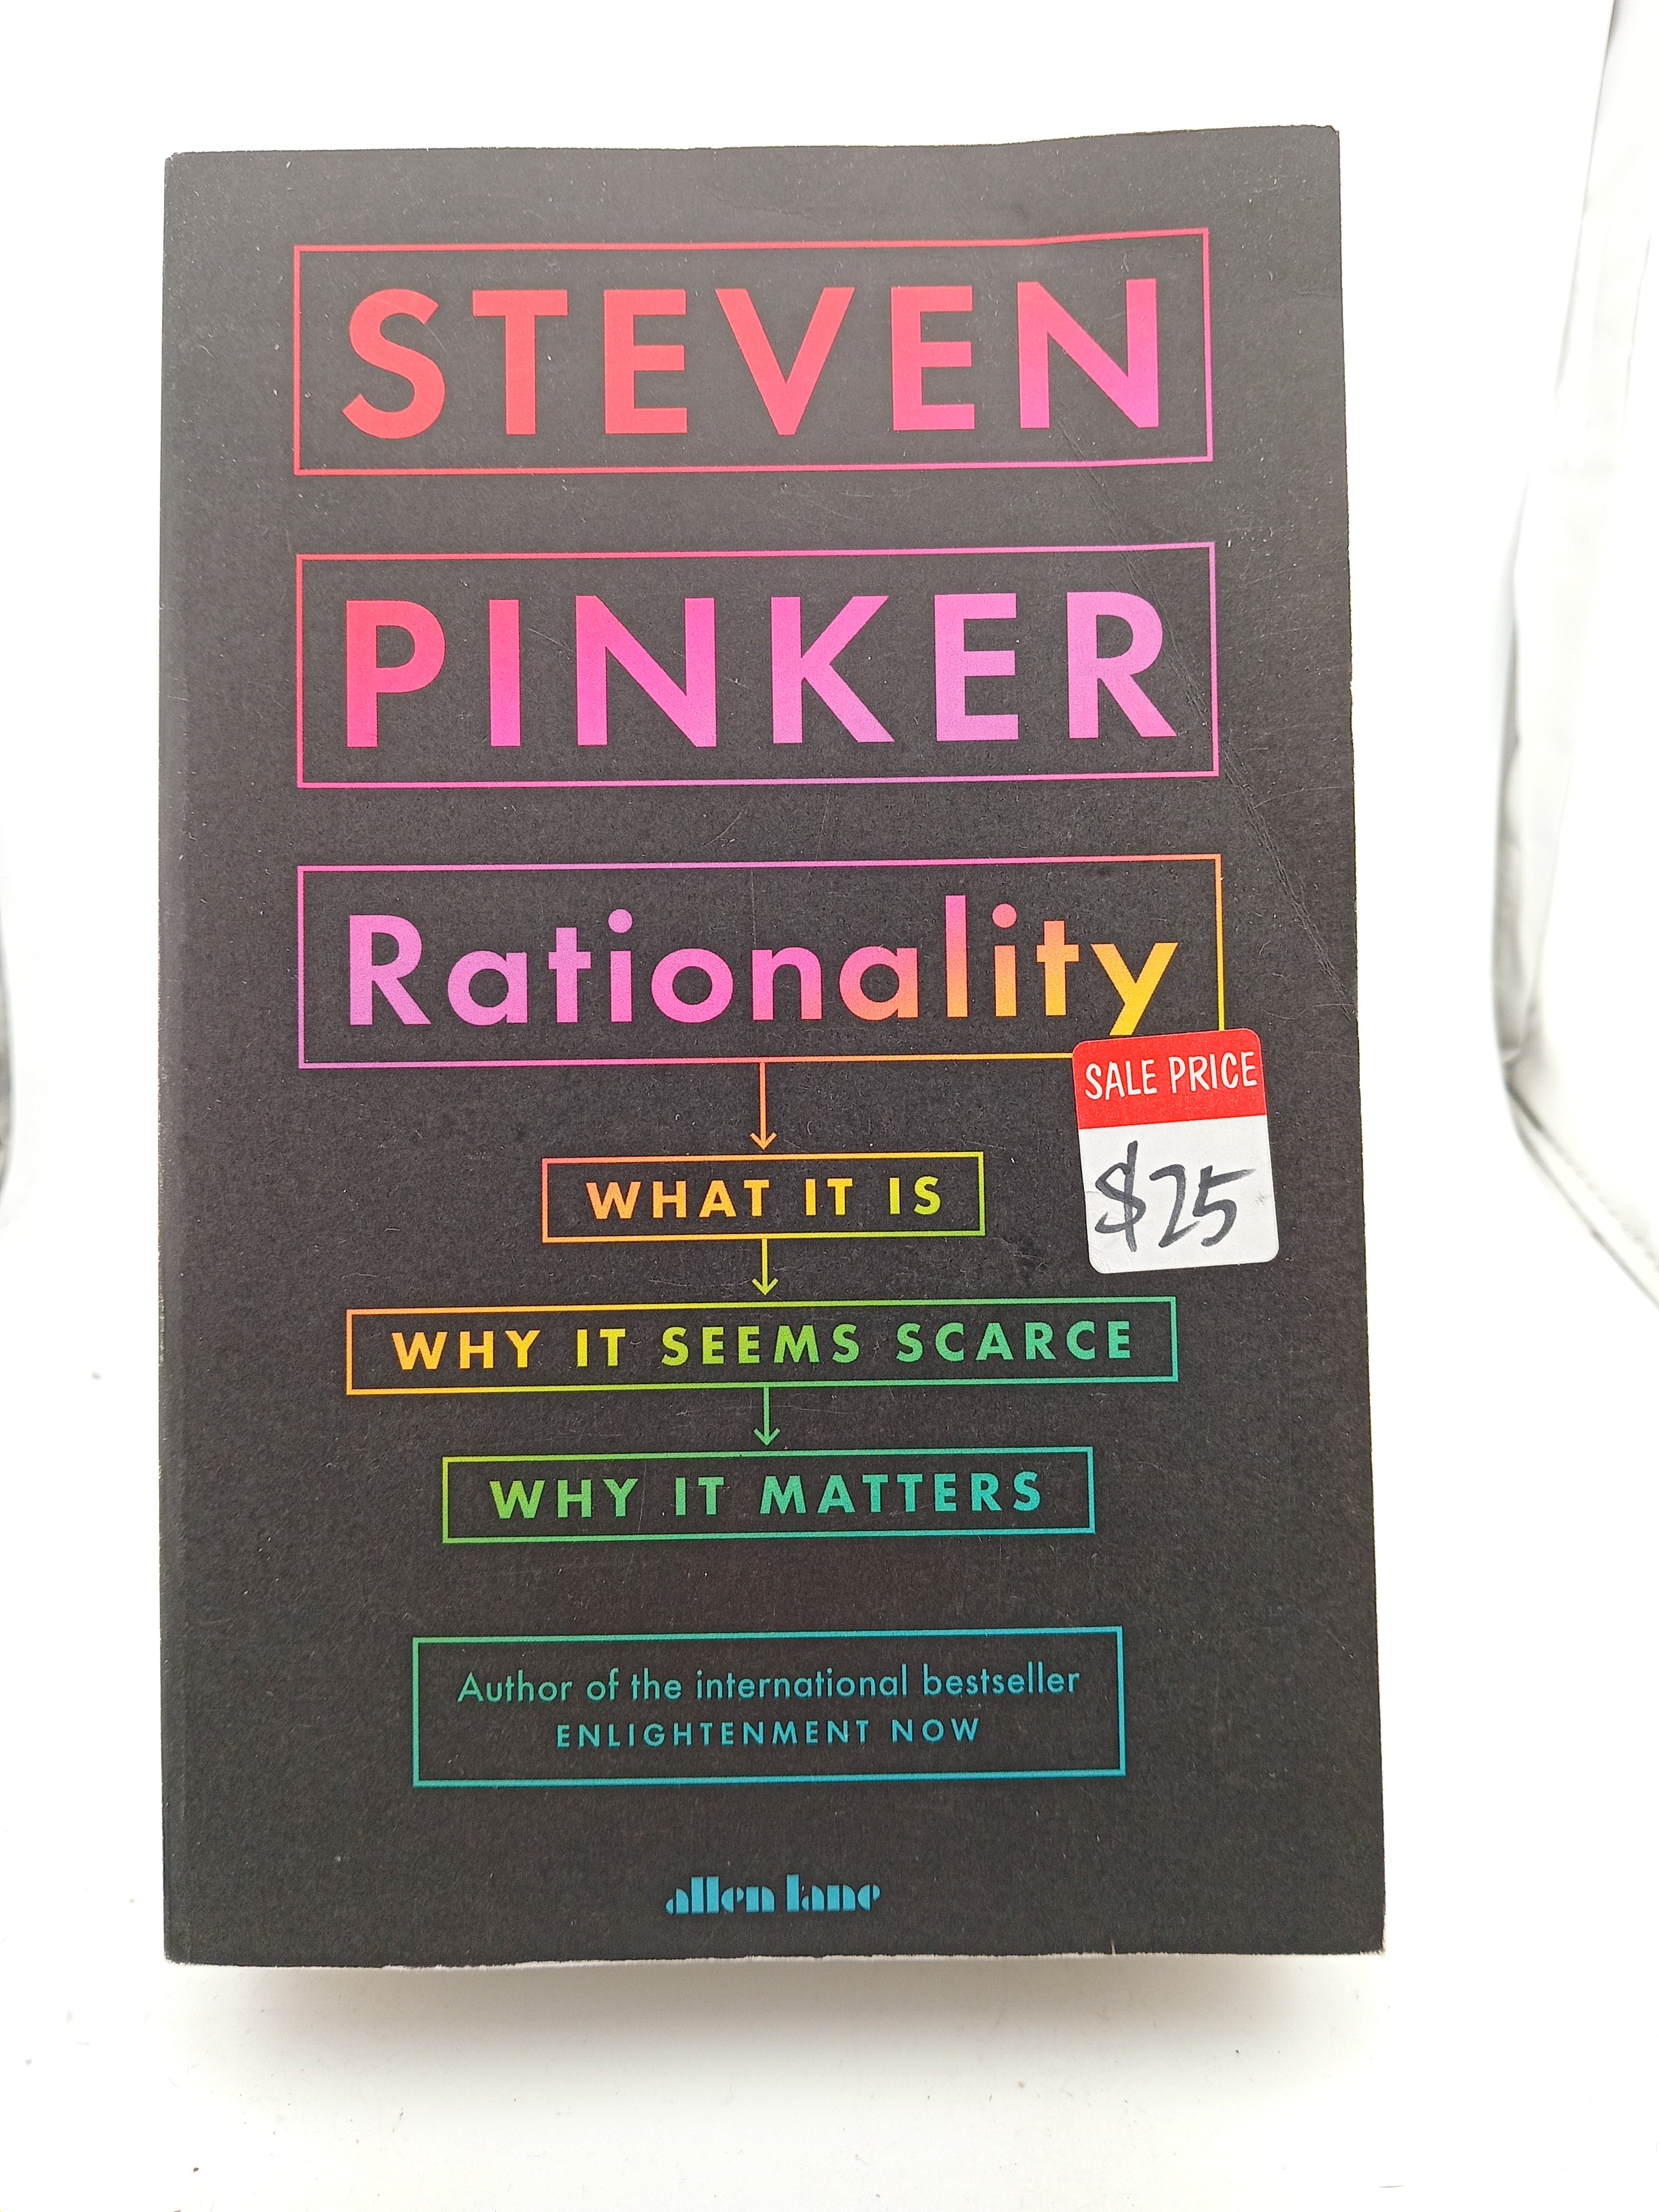 STEVEN
PINKER
Rationality
SALE PRICE
$25
WHAT IT IS
WHY IT SEEMS SCARCE
WHY IT MATTERS
Author of the international bestseller
ENLIGHTENMENT NOW
allen lane